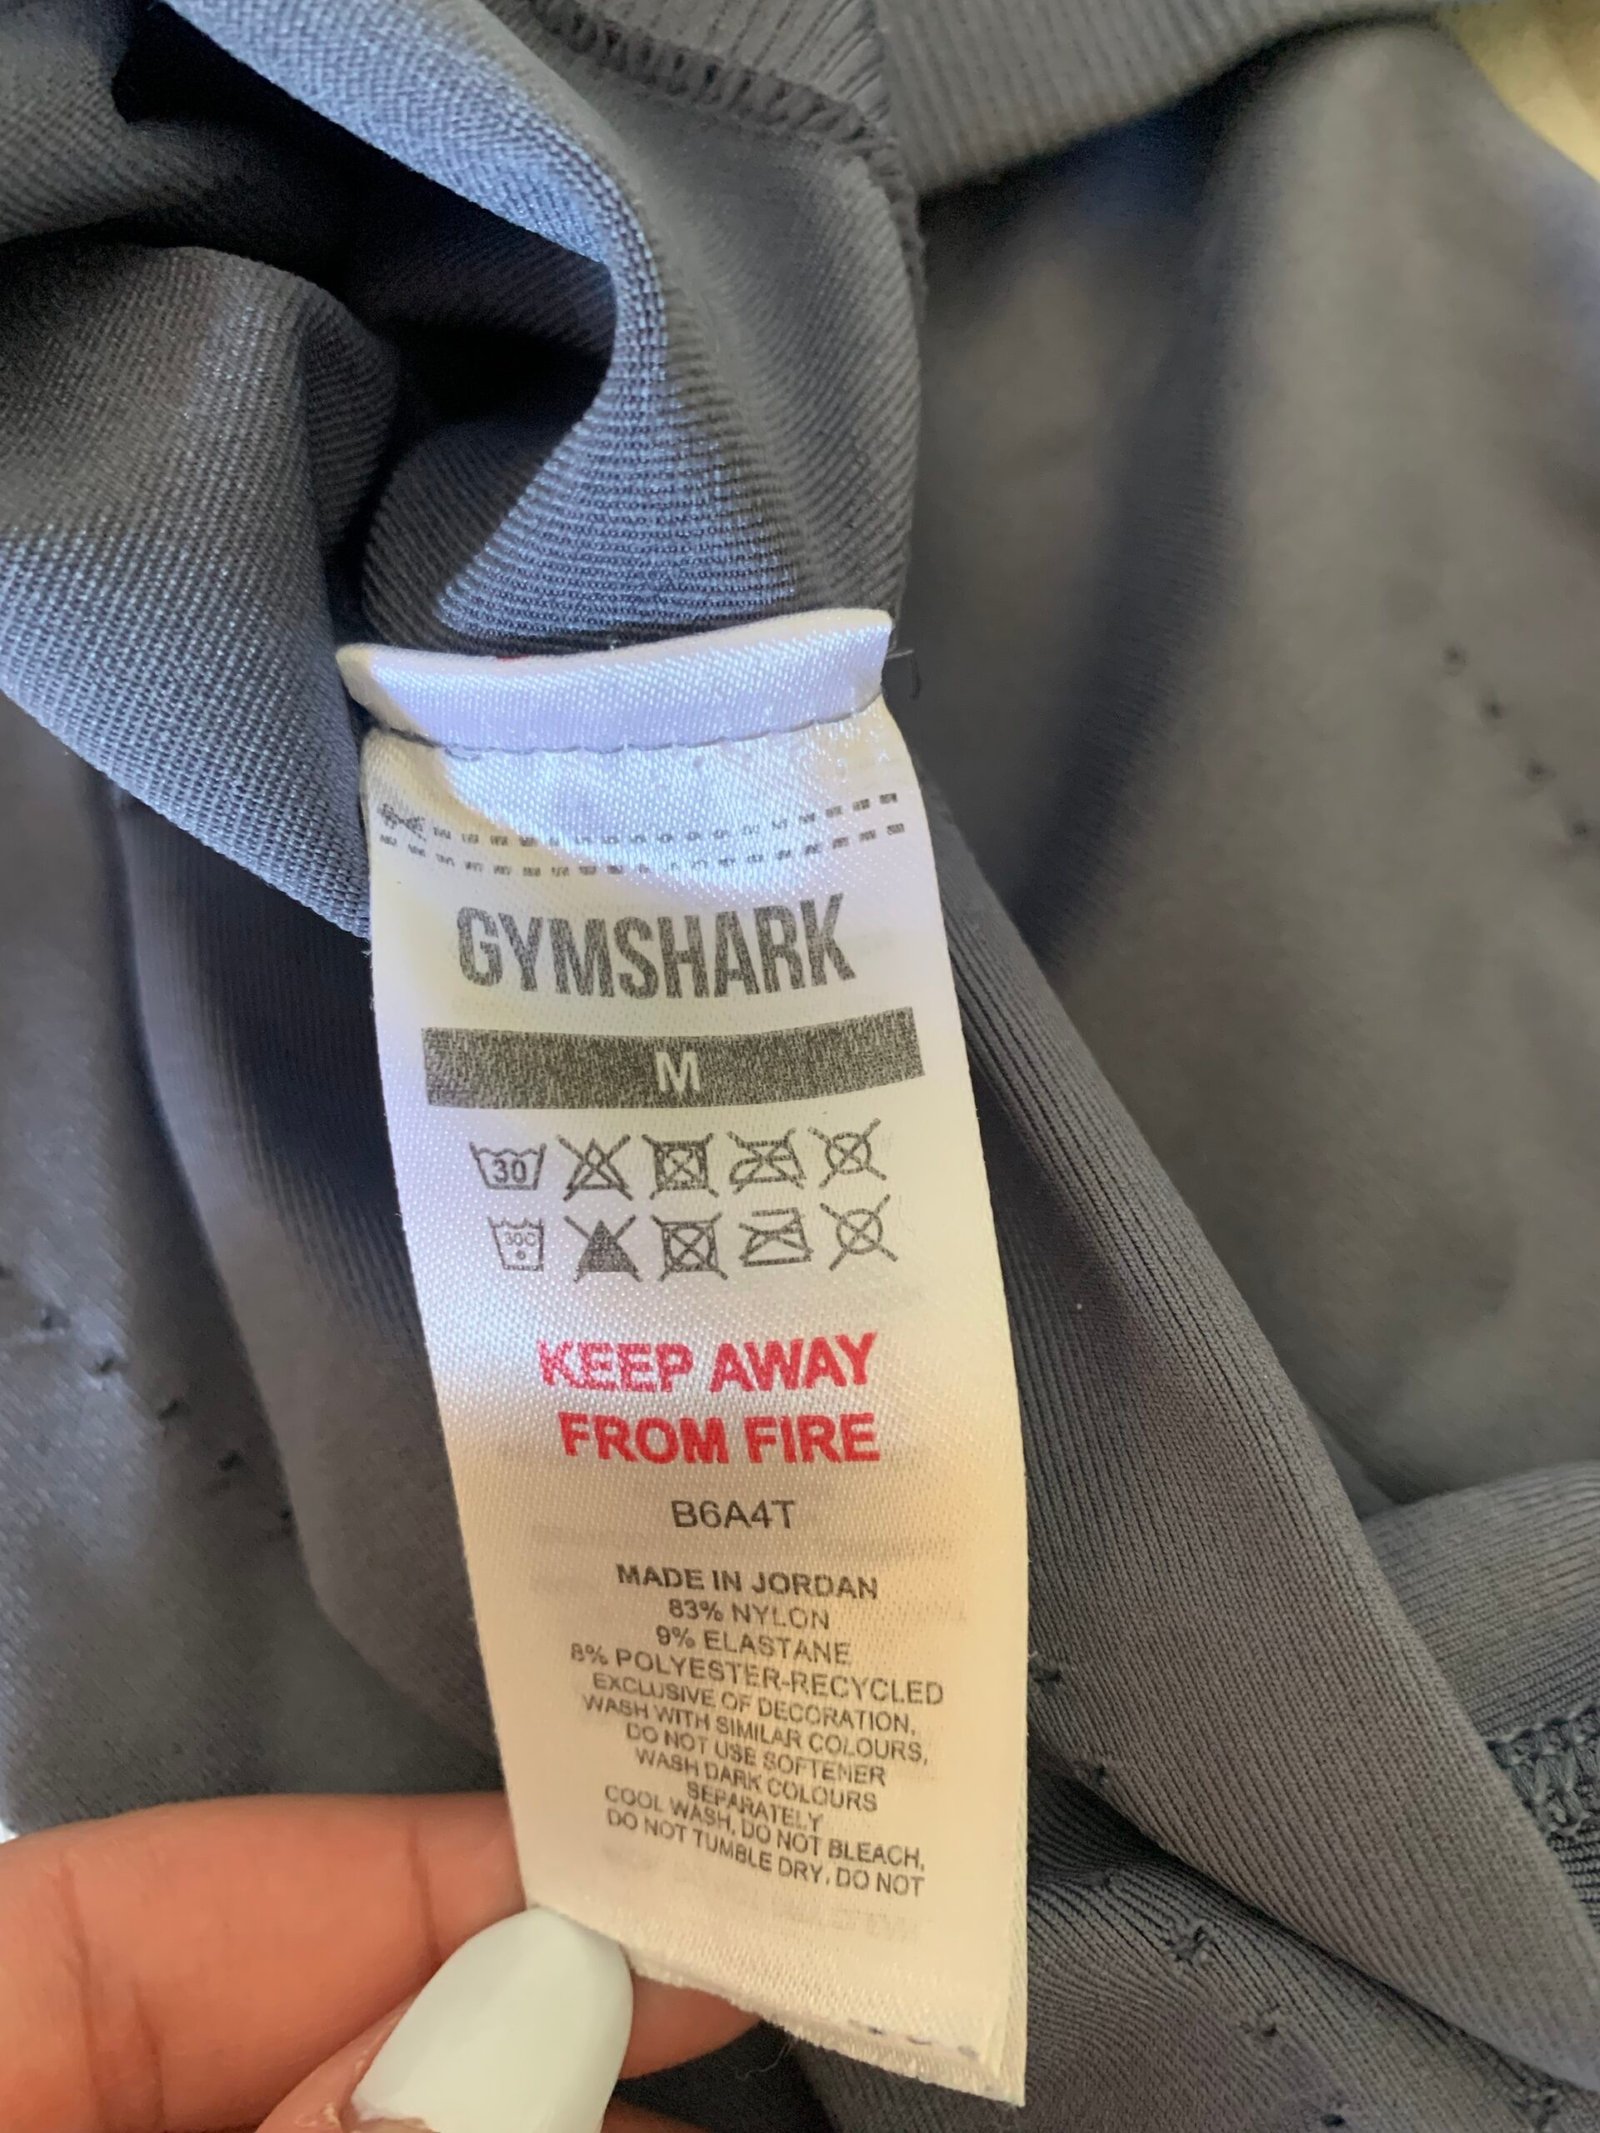 GYMSHARK
M
30
30C
KEEP AWAY
FROM FIRE
B6A4T
MADE IN JORDAN
83% NYLON
9% ELASTANE
8% POLYESTER-RECYCLED
EXCLUSIVE OF DECORATION,
WASH WITH SIMILAR COLOURS,
DO NOT USE SOFTENER
WASH DARK COLOURS
SEPARATELY
COOL WASH, DO NOT BLEACH,
DO NOT TUMBLE DRY, DO NOT